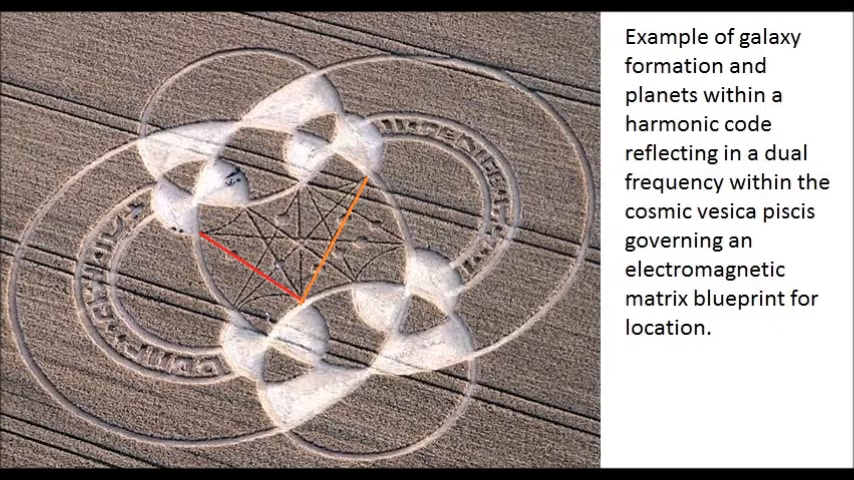 Example of galaxy
formation and
planets within a
harmonic code
reflecting in a dual
frequency within the
cosmic vesica piscis
governing an
electromagnetic
matrix blueprint for
location.